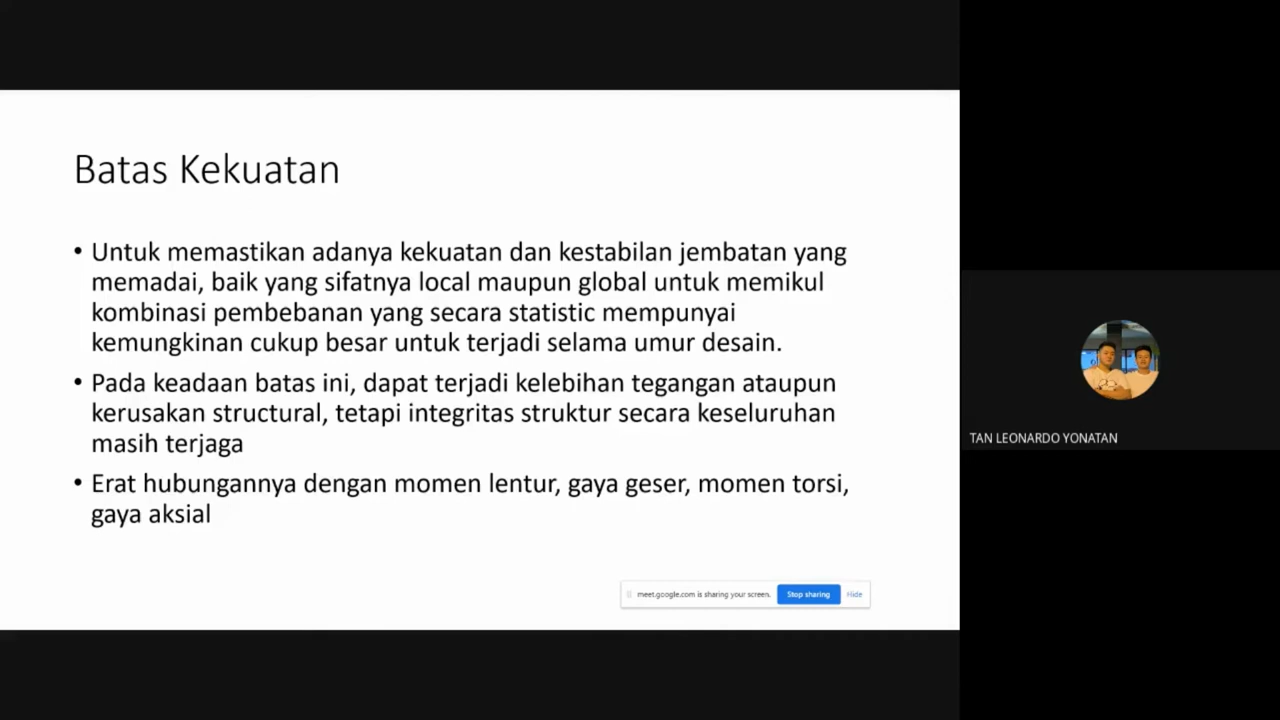 Batas Kekuatan
• Untuk memastikan adanya kekuatan dan kestabilan jembatan yang
memadai, baik yang sifatnya local maupun global untuk memikul
kombinasi pembebanan yang secara statistic mempunyai
kemungkinan cukup besar untuk terjadi selama umur desain.
• Pada keadaan batas ini, dapat terjadi kelebihan tegangan ataupun
kerusakan structural, tetapi integritas struktur secara keseluruhan
masih terjaga
• Erat hubungannya dengan momen lentur, gaya geser, momen torsi,
gaya aksial
meet.google.com is sharing your screen. Stop sharing Hide
TAN LEONARDO YONATAN